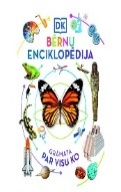 DK
BĒRNU
ENCIKLOPĒDIJA
GRĀMATA
PAR VISU KO